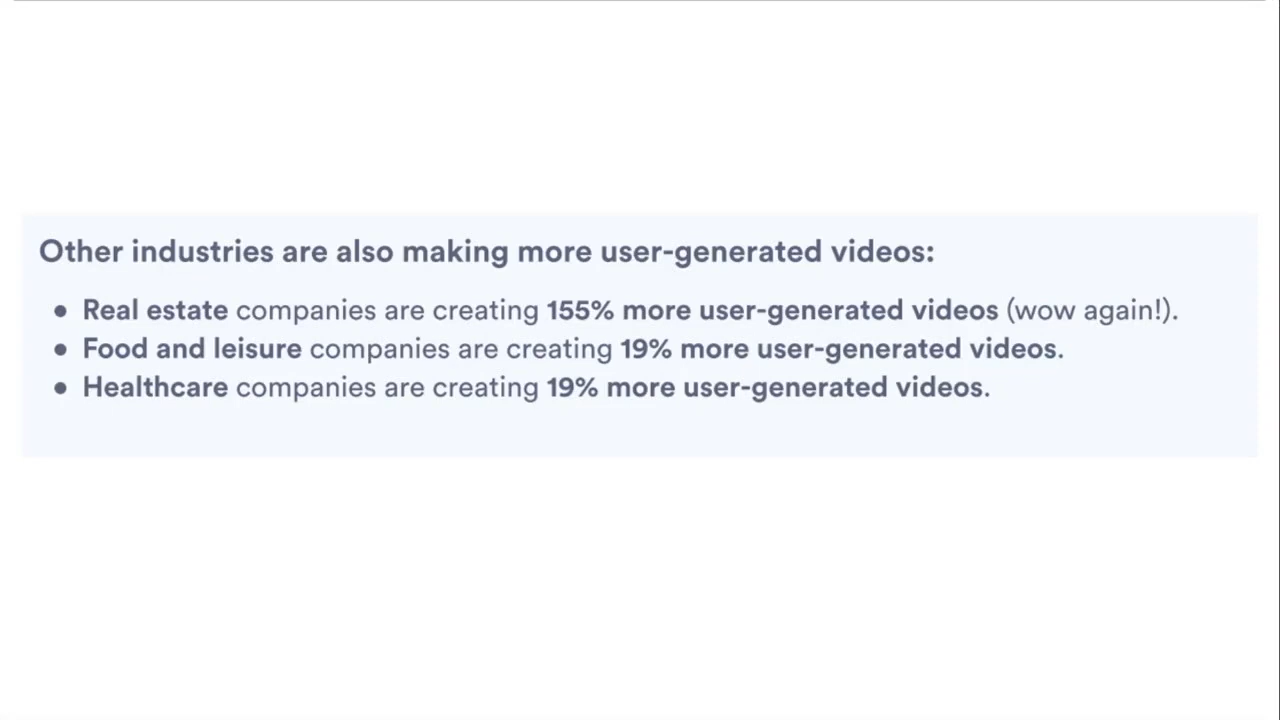 Other industries are also making more user-generated videos:
● Real estate companies are creating 155% more user-generated videos (wow again!).
● Food and leisure companies are creating 19% more user-generated videos.
● Healthcare companies are creating 19% more user-generated videos.